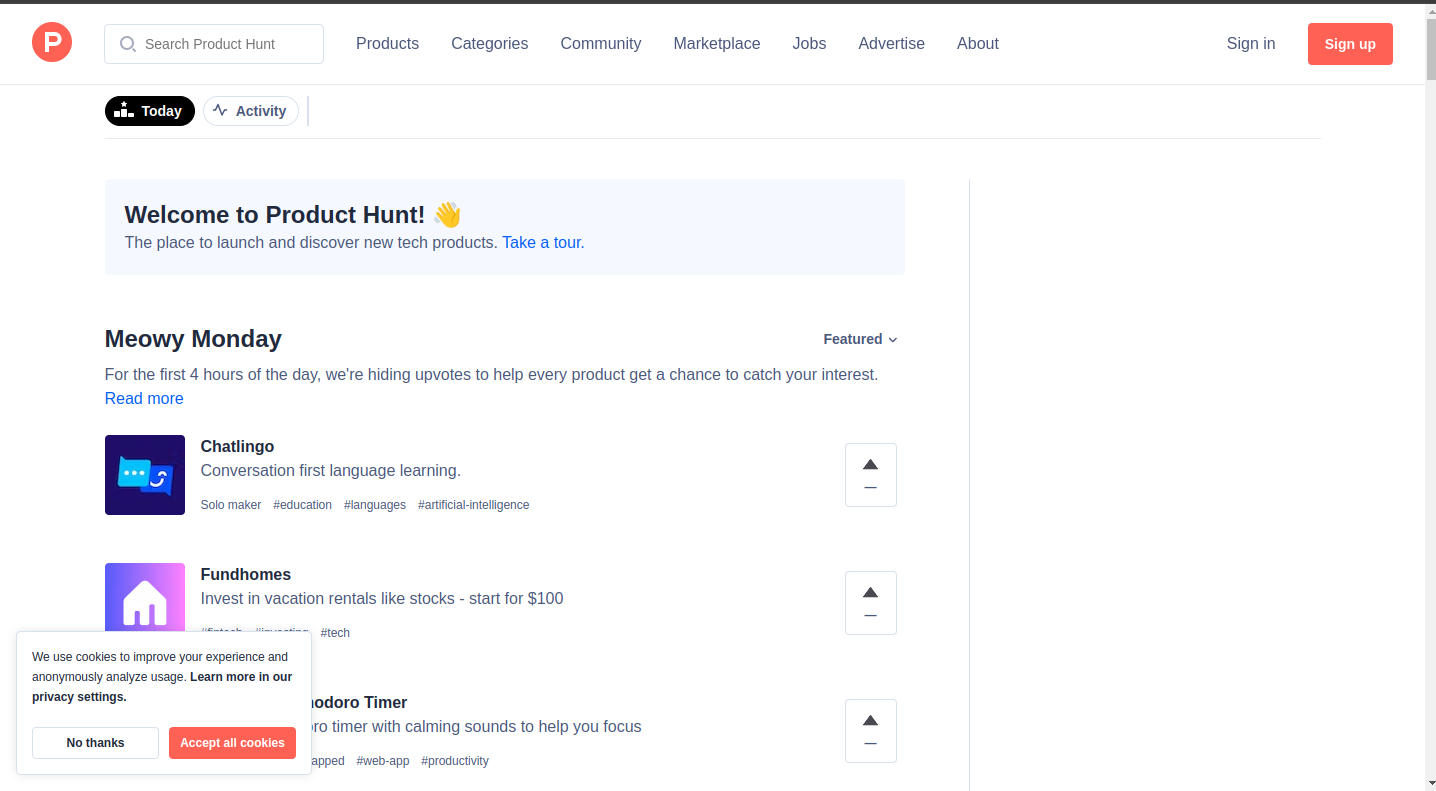 P
Search Product Hunt
Products Categories Community Marketplace Jobs Advertise About
Sign in
Sign up
Today
Activity
Welcome to Product Hunt! 👋
The place to launch and discover new tech products. Take a tour.
Meowy Monday
Featured
For the first 4 hours of the day, we're hiding upvotes to help every product get a chance to catch your interest.
Read more
Chatlingo
Conversation first language learning.
Solo maker #education #languages #artificial-intelligence
Fundhomes
Invest in vacation rentals like stocks - start for $100
#fintech #investing #tech
Timer
timer with calming sounds to help you focus
#web-app #productivity
We use cookies to improve your experience and
anonymously analyze usage. Learn more in our
privacy settings.
No thanks
Accept all cookies